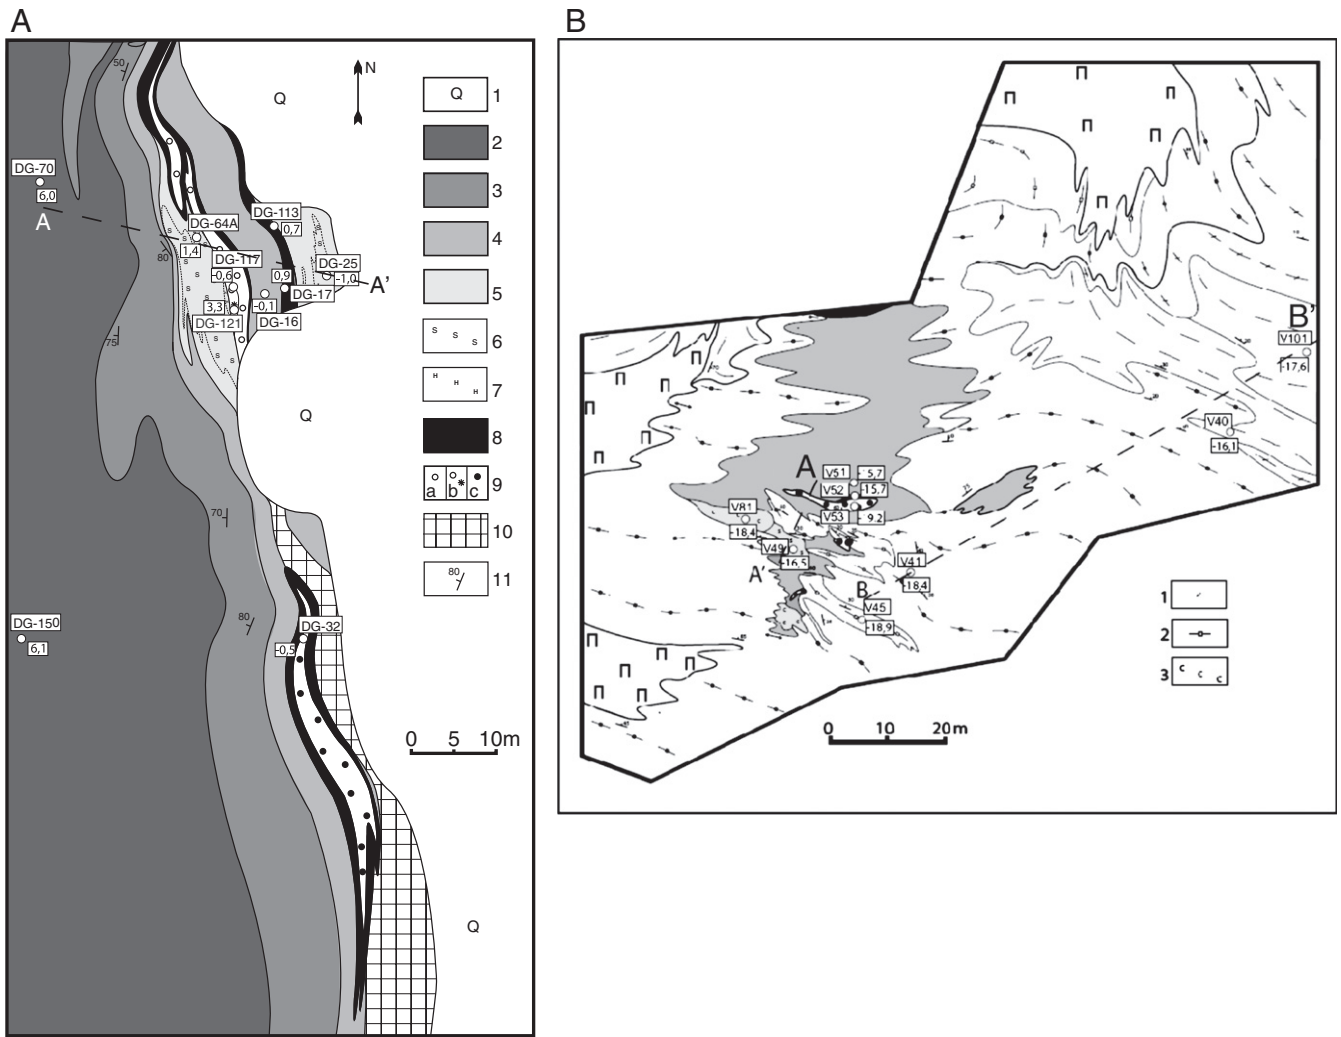 A
N
50
Q
Q 1
2
DG-70
6,0
3
A
DG-64A
DG-113
0,7
4
80
1,4
DG-117
DG-25
-0,6
0,9
-1,0
A'
5
3,3
-0,1
DG-17
DG-121
DG-16
75
S S S 6
H H H 7
Q
8
a b c 9
70
10
80 11
DG-150
6,1
80
DG-32
-0,5
0 5 10m
Q
B
П П П П П П
B'
V101
-17,6
П П П П П П
V40
-16,1
A
V51 -15,7
V52 -15,7
V53 -9.2
V81
-18,4
V49
-16,5
A'
V41
-18,4
B
V45
-18,9
1
2
3 C C C
П П П П П
0 10 20m